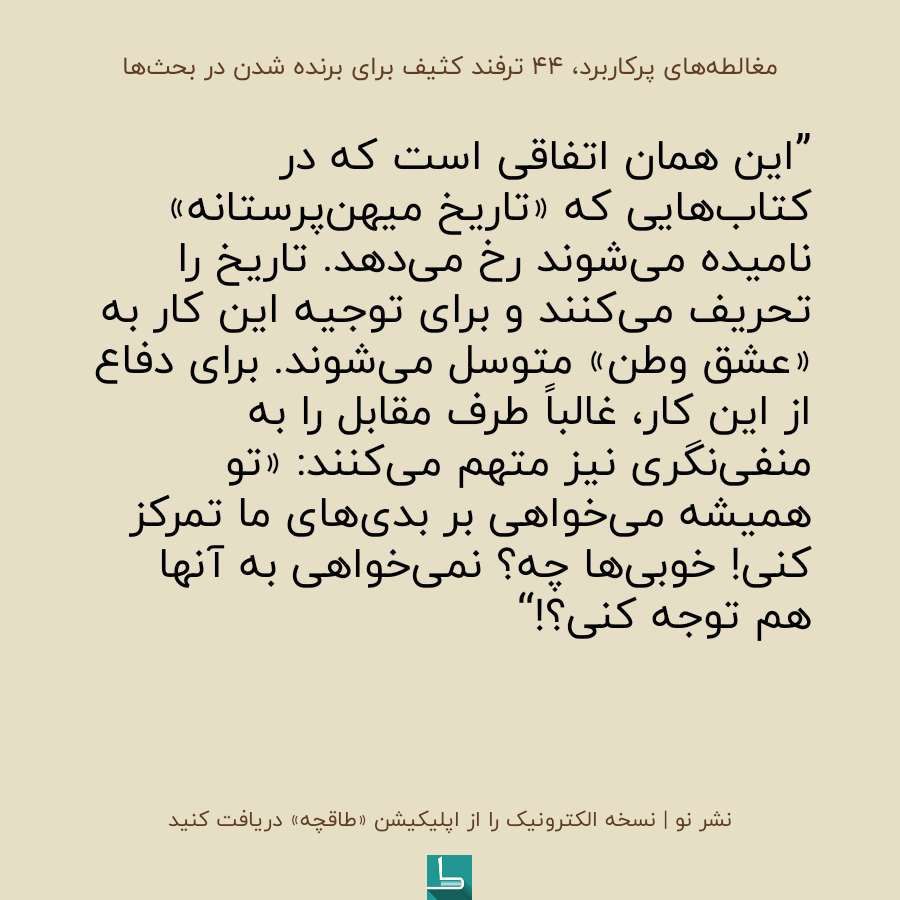 مغالطه‌های پرکاربرد، ۴۴ ترفند کثیف برای برنده شدن در بحث‌ها
”این همان اتفاقی است که در
کتاب‌هایی که «تاریخ میهن‌پرستانه»
نامیده می‌شوند رخ می‌دهد. تاریخ را
تحریف می‌کنند و برای توجیه این کار به
«عشق وطن» متوسل می‌شوند. برای دفاع
از این کار، غالباً طرف مقابل را به
منفی‌نگری نیز متهم می‌کنند: «تو
همیشه می‌خواهی بر بدی‌های ما تمرکز
کنی! خوبی‌ها چه؟ نمی‌خواهی به آنها
هم توجه کنی؟!“
نشر نو | نسخه الکترونیک را از اپلیکیشن «طاقچه» دریافت کنید